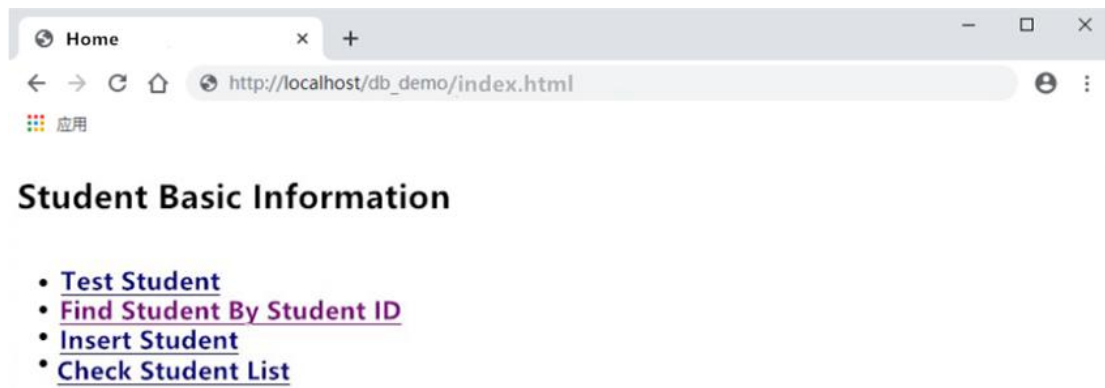 Home
http://localhost/db_demo/index.html
应用
Student Basic Information
Test Student
Find Student By Student ID
Insert Student
Check Student List